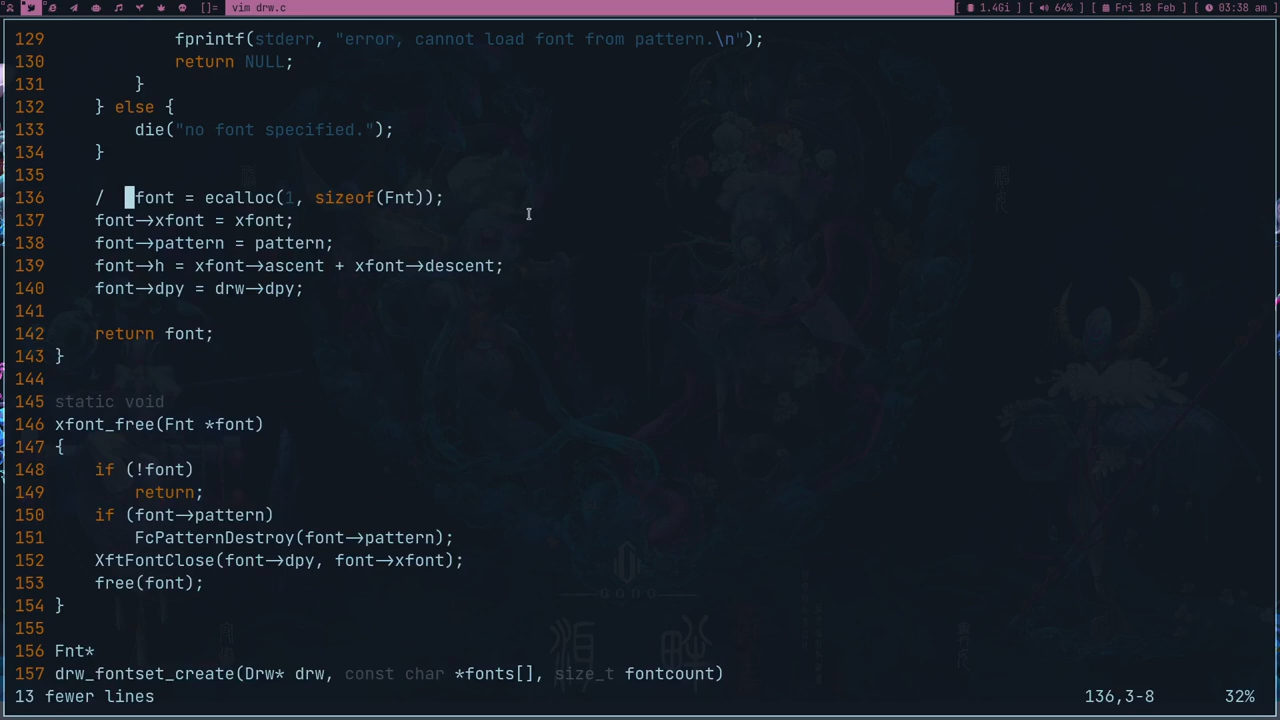 []= vim drw.c [ 1.4Gi ] [ 64% ] [ Fri 18 Feb ] [ 03:38 am ]
129 fprintf(stderr, "error, cannot load font from pattern.\n");
130 return NULL;
131 }
132 } else {
133 die("no font specified.");
134 }
135
136 / font = ecalloc(1, sizeof(Fnt));
137 font->xfont = xfont;
138 font->pattern = pattern;
139 font->h = xfont->ascent + xfont->descent;
140 font->dpy = drw->dpy;
141
142 return font;
143 }
144
145 static void
146 xfont_free(Fnt *font)
147 {
148 if (!font)
149 return;
150 if (font->pattern)
151 FcPatternDestroy(font->pattern);
152 XftFontClose(font->dpy, font->xfont);
153 free(font);
154 }
155
156 Fnt*
157 drw_fontset_create(Drw* drw, const char *fonts[], size_t fontcount)
13 fewer lines 136,3-8 32%